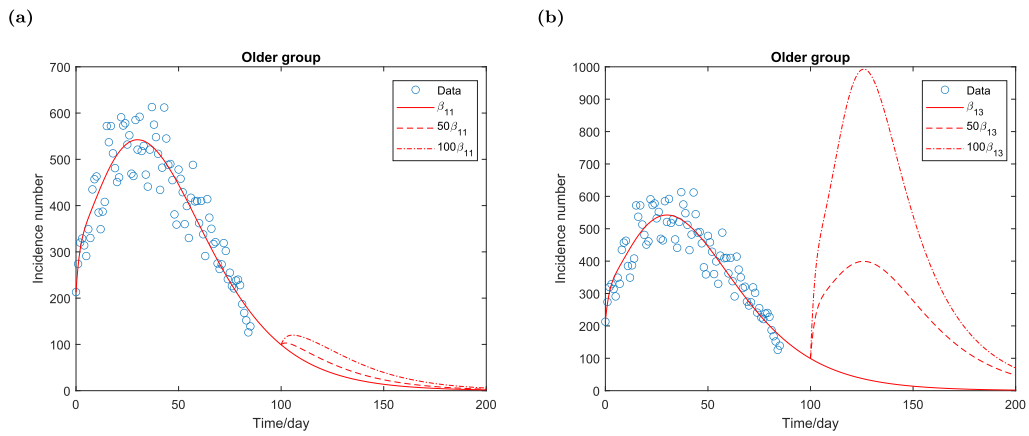 (a)
Older group
700
600
500
400
300
200
100
0
0
50
100
150
200
Incidence number
Time/day
Data
β11
50β11
100β11
(b)
Older group
1000
900
800
700
600
500
400
300
200
100
0
0
50
100
150
200
Incidence number
Time/day
Data
β13
50β13
100β13